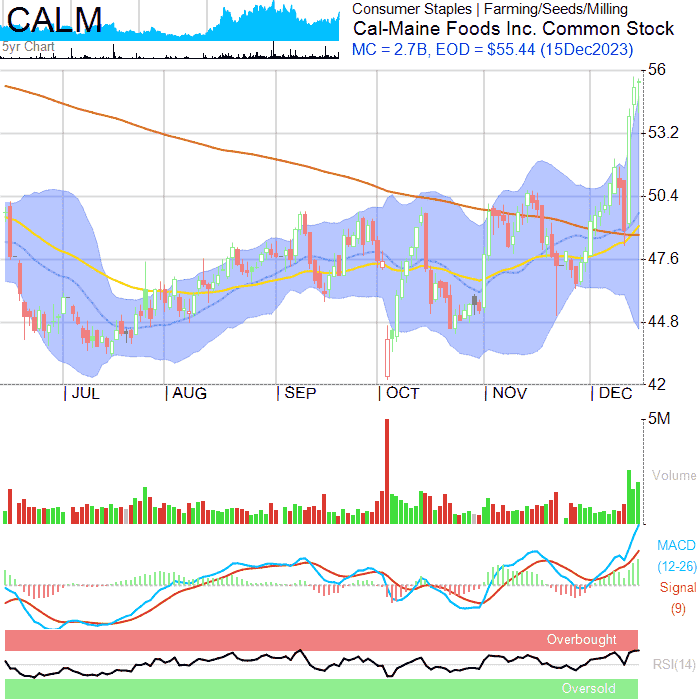 CALM
5yr Chart
Consumer Staples | Farming/Seeds/Milling
Cal-Maine Foods Inc. Common Stock
MC = 2.7B, EOD = $55.44 (15Dec2023)
56
53.2
50.4
47.6
44.8
42
| JUL | AUG | SEP | OCT | NOV | DEC
5M
Volume
MACD
(12-26)
Signal
(9)
Overbought
RSI(14)
Oversold